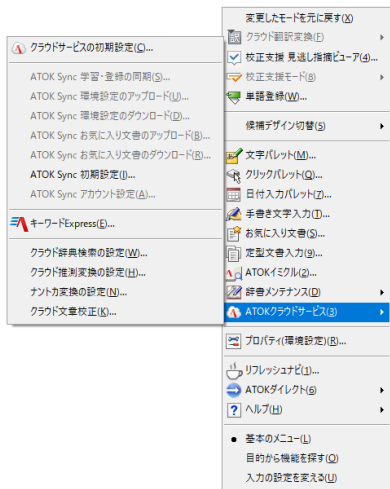 変更したモードを元に戻す(X)
クラウド翻訳変換(F)
校正支援 見逃し指摘ビューア(4)...
校正支援モード(8)
単語登録(W)...
候補デザイン切替(5)
文字パレット(M)...
クリックパレット(Q)...
日付入力パレット(7)...
手書き文字入力(T)...
お気に入り文書(S)...
定型文書入力(9)...
ATOKイミクル(2)...
辞書メンテナンス(D)
ATOKクラウドサービス(3)
プロパティ(環境設定)(R)...
リフレッシュナビ(1)...
ATOKダイレクト(6)
ヘルプ(H)
基本のメニュー(L)
目的から機能を探す(O)
入力の設定を変える(U)
クラウドサービスの初期設定(C)...
ATOK Sync 学習・登録の同期(S)...
ATOK Sync 環境設定のアップロード(U)...
ATOK Sync 環境設定のダウンロード(D)...
ATOK Sync お気に入り文書のアップロード(B)...
ATOK Sync お気に入り文書のダウンロード(R)...
ATOK Sync 初期設定(I)...
ATOK Sync アカウント設定(A)...
キーワードExpress(E)...
クラウド辞典検索の設定(W)...
クラウド推測変換の設定(H)...
ナントカ変換の設定(N)...
クラウド文章校正(K)...